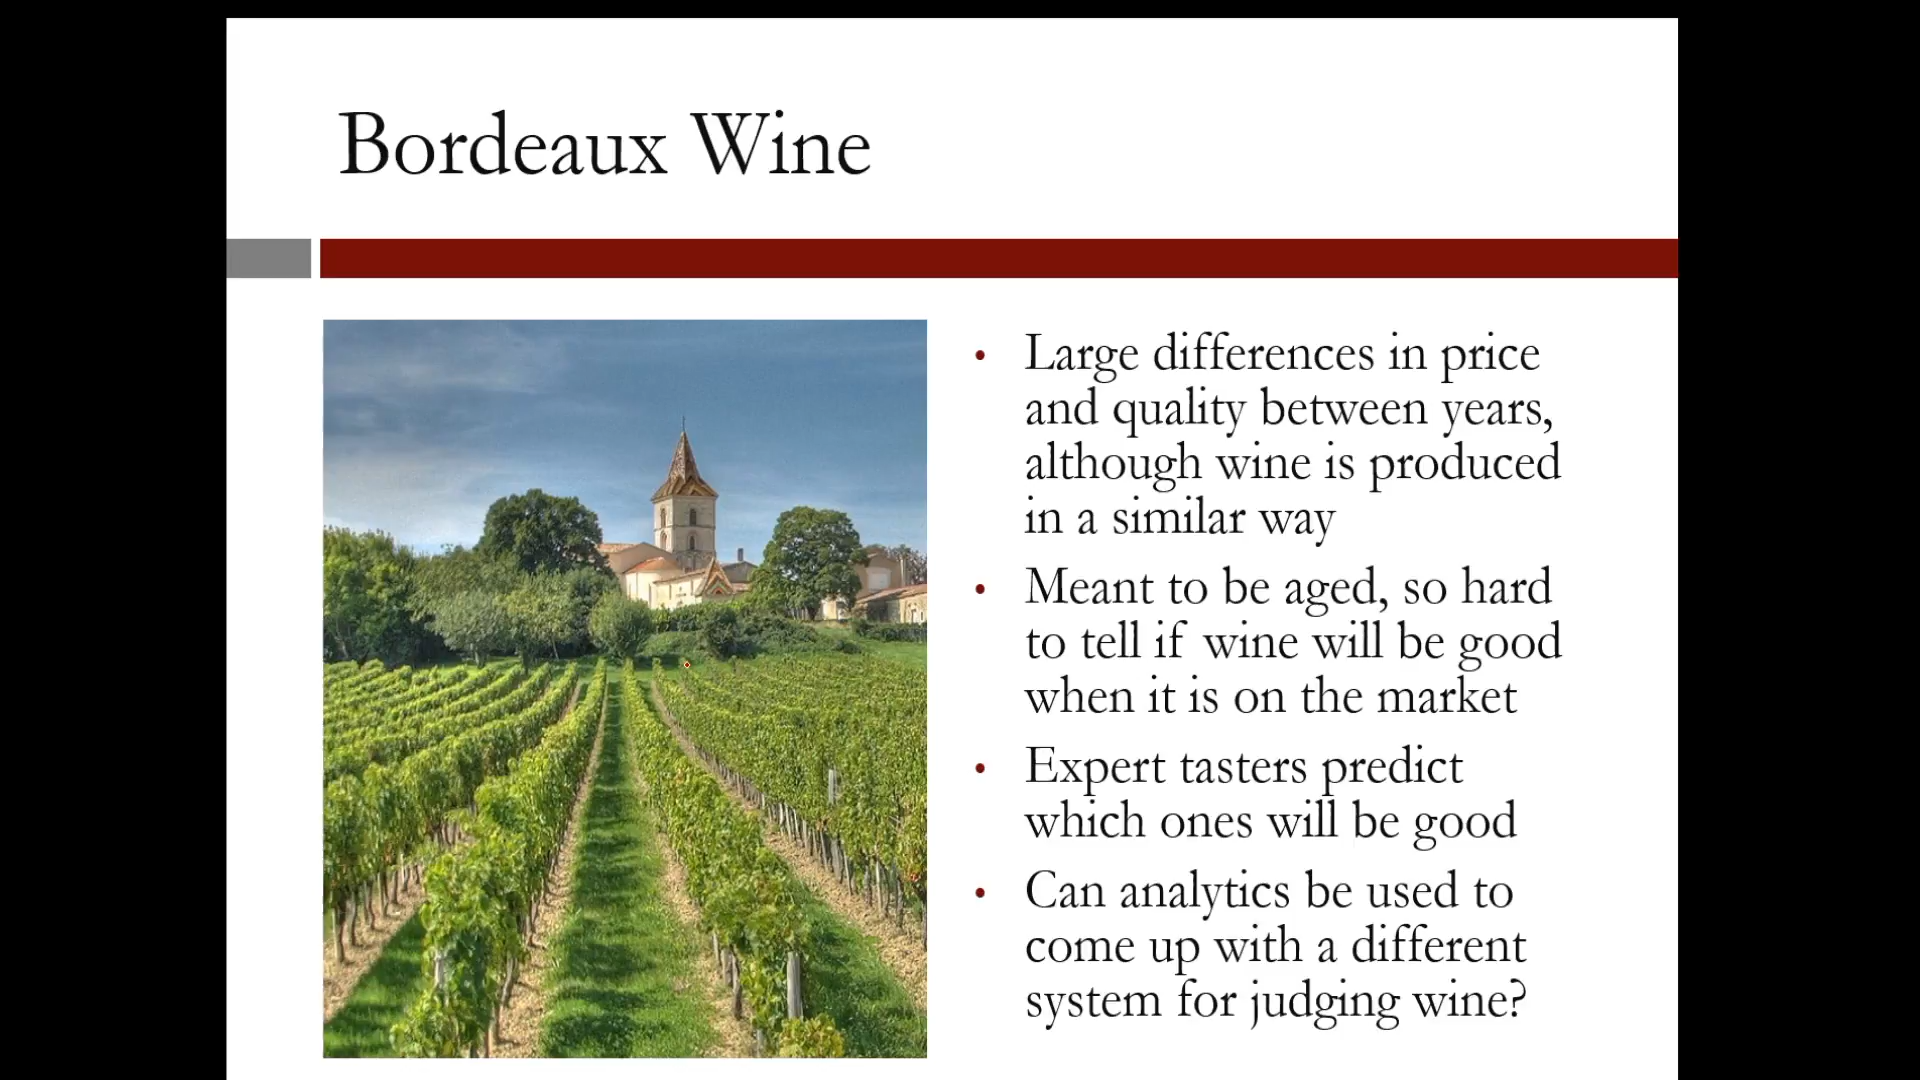 Bordeaux Wine
• Large differences in price
and quality between years,
although wine is produced
in a similar way
• Meant to be aged, so hard
to tell if wine will be good
when it is on the market
• Expert tasters predict
which ones will be good
• Can analytics be used to
come up with a different
system for judging wine?